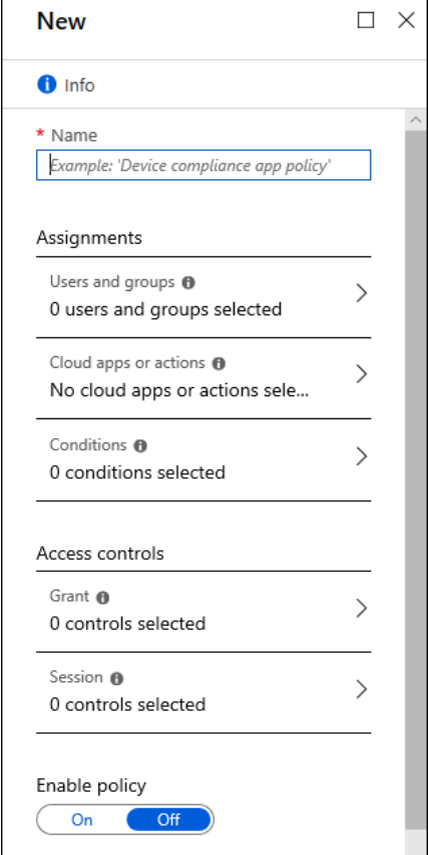 New
Info
* Name
Example: 'Device compliance app policy'
Assignments
Users and groups
0 users and groups selected
Cloud apps or actions
No cloud apps or actions sele...
Conditions
0 conditions selected
Access controls
Grant
0 controls selected
Session
0 controls selected
Enable policy
On Off